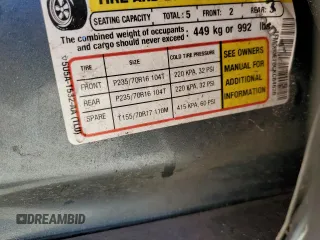 TIRE AND
SEATING CAPACITY TOTAL: 5 FRONT: 2 REAR: 3
The combined weight of occupants
and cargo should never exceed: 449 kg or 992 lbs.
TIRE SIZE COLD TIRE PRESSURE
FRONT P235/70R16 104T 220 KPA, 32 PSI
REAR P235/70R16 104T 220 KPA, 32 PSI
SPARE T155/70R17 110M 415 KPA, 60 PSI
SEE OWNERS
MANUAL FOR
ADDITIONAL
INFORMATION
DREAMBID